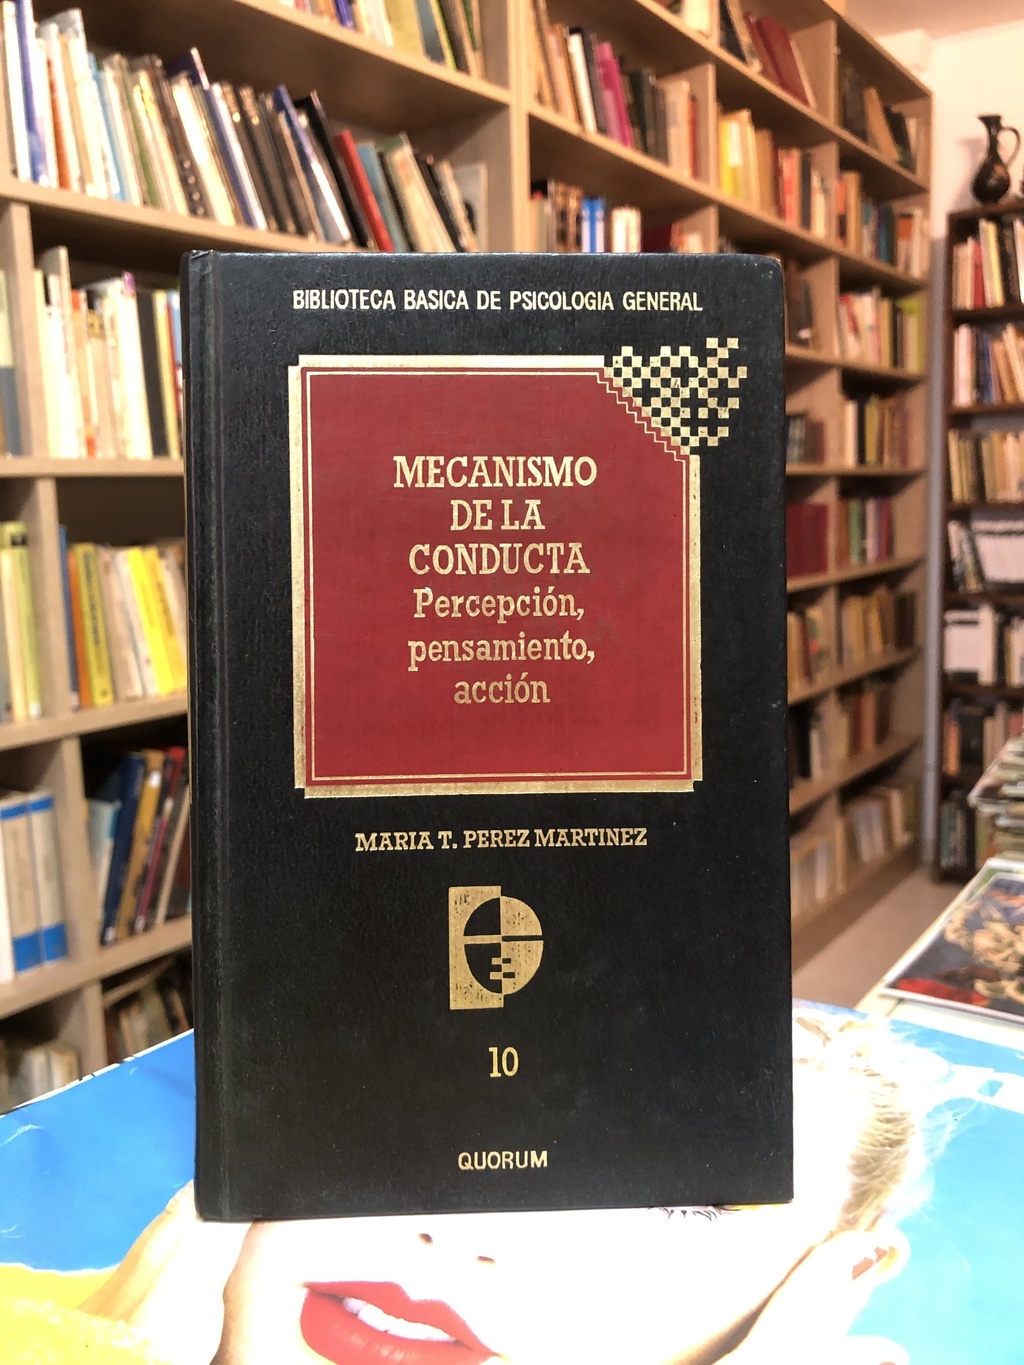 BIBLIOTECA BASICA DE PSICOLOGIA GENERAL
MECANISMO
DE LA
CONDUCTA
Percepción,
pensamiento,
acción
MARIA T. PEREZ MARTINEZ
10
QUORUM